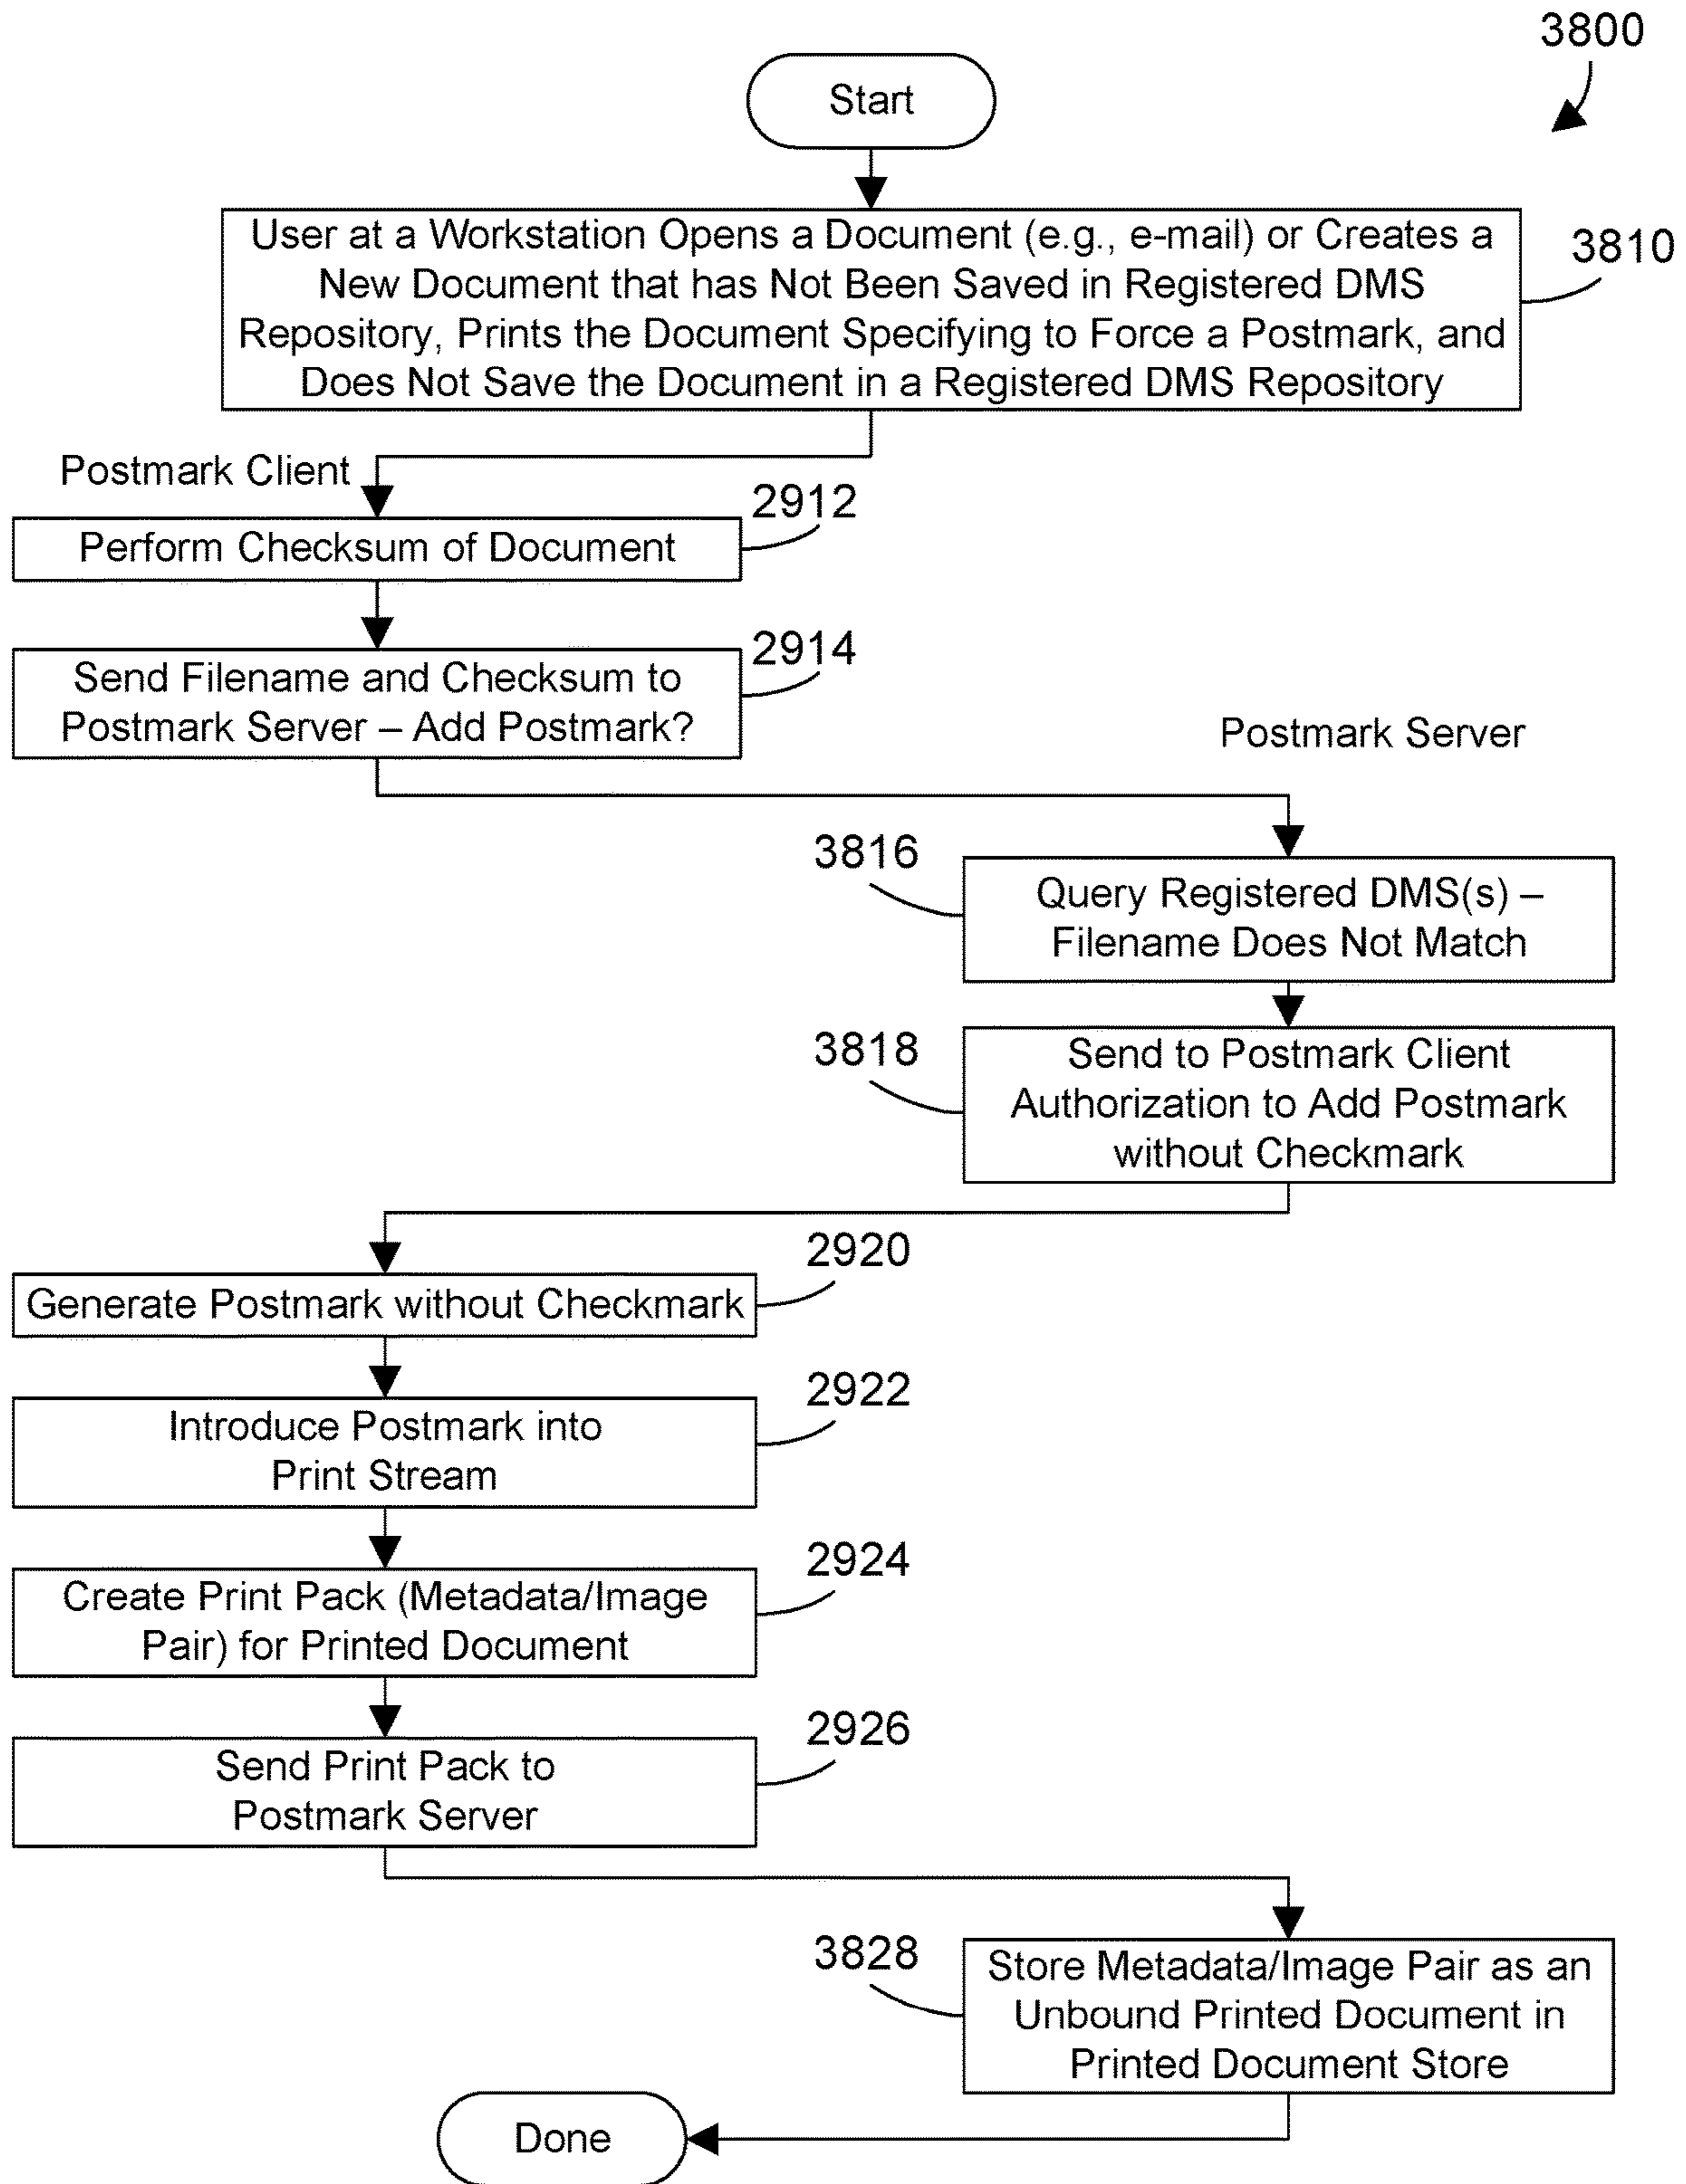 3800
Start
User at a Workstation Opens a Document (e.g., e-mail) or Creates a
New Document that has Not Been Saved in Registered DMS
Repository, Prints the Document Specifying to Force a Postmark, and
Does Not Save the Document in a Registered DMS Repository
3810
Postmark Client
2912
Perform Checksum of Document
2914
Send Filename and Checksum to
Postmark Server – Add Postmark?
Postmark Server
3816
Query Registered DMS(s) –
Filename Does Not Match
3818
Send to Postmark Client
Authorization to Add Postmark
without Checkmark
2920
Generate Postmark without Checkmark
2922
Introduce Postmark into
Print Stream
2924
Create Print Pack (Metadata/Image
Pair) for Printed Document
2926
Send Print Pack to
Postmark Server
3828
Store Metadata/Image Pair as an
Unbound Printed Document in
Printed Document Store
Done